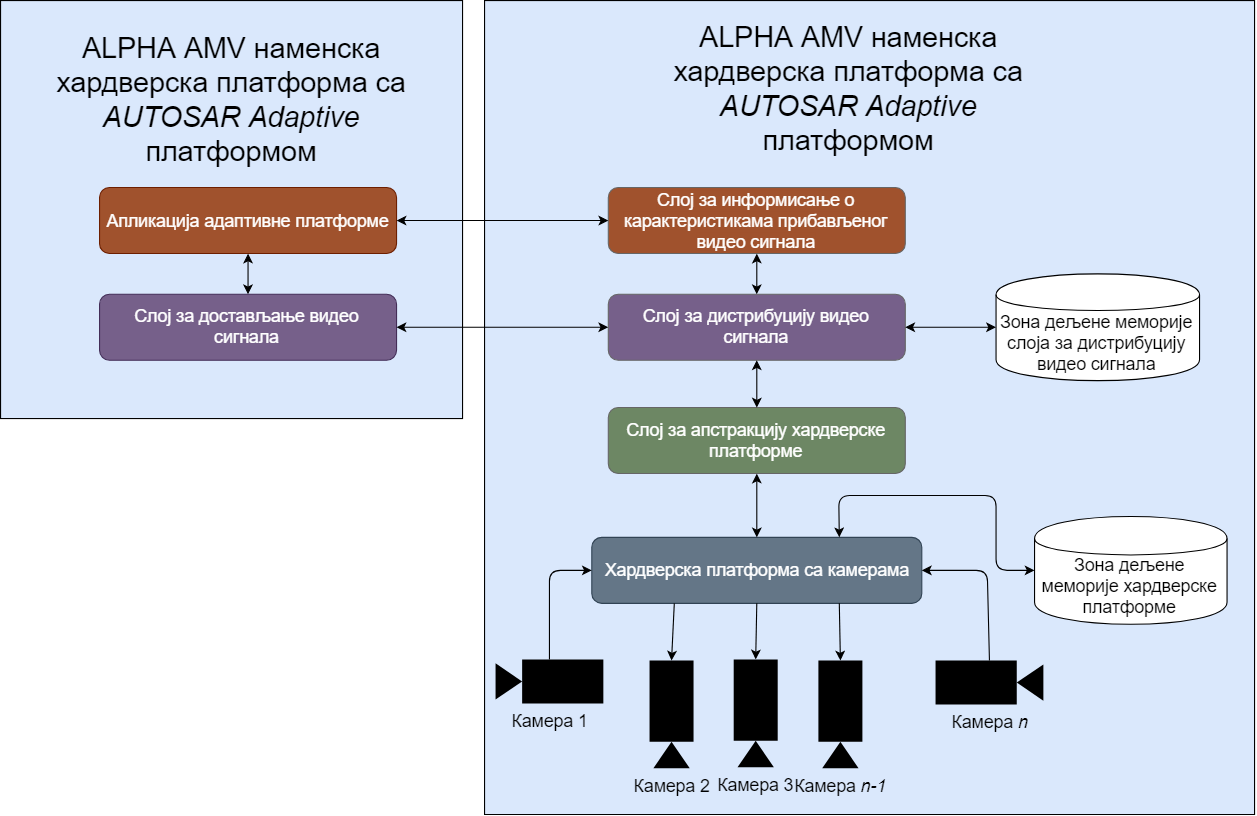 ALPHA AMV наменска
хардверска платформа са
AUTOSAR Adaptive
платформом
Апликација адаптивне платформе
Слој за достављање видео
сигнала
ALPHA AMV наменска
хардверска платформа са
AUTOSAR Adaptive
платформом
Слој за информисање о
карактеристикама прибављеног
видео сигнала
Слој за дистрибуцију видео
сигнала
Зона дељене меморије
слоја за дистрибуцију
видео сигнала
Слој за апстракцију хардверске
платформе
Хардверска платформа са камерама
Зона дељене
меморије хардверске
платформе
Камера 1
Камера 2
Камера 3
Камера n-1
Камера n